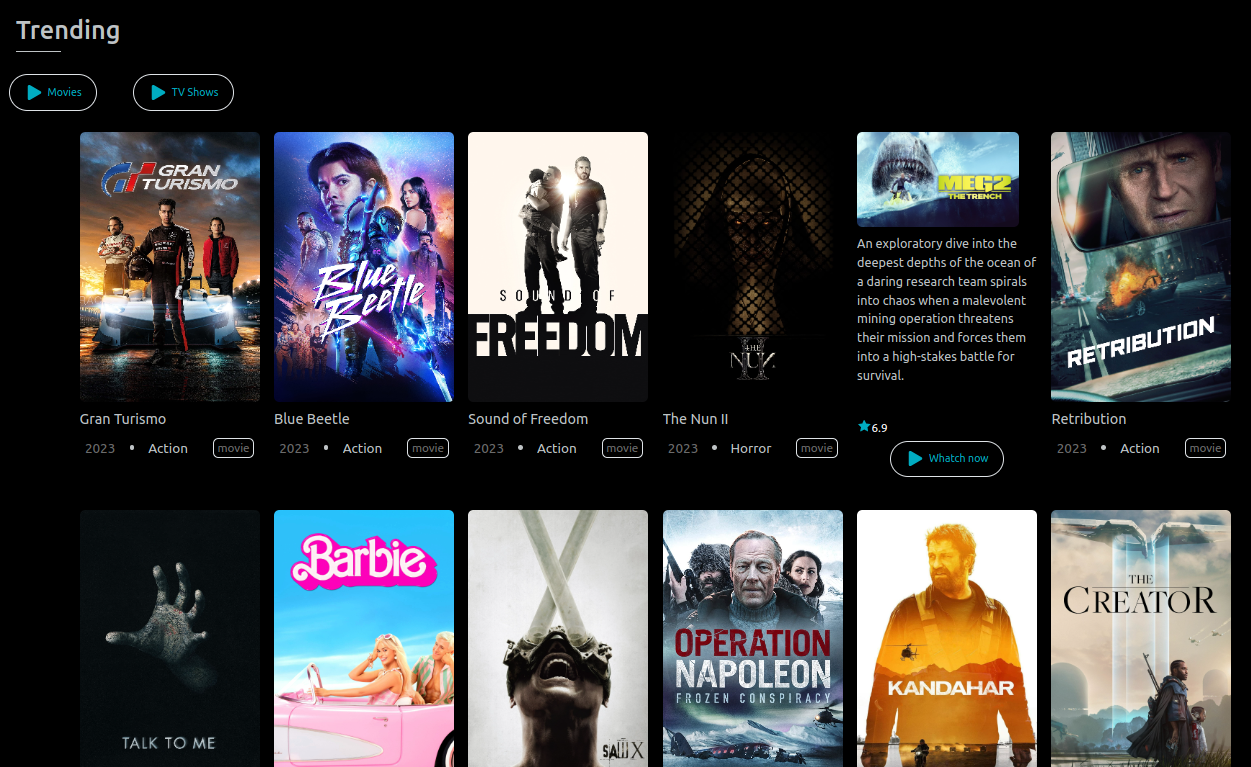 Trending
Movies
TV Shows
GRAN
TURISMO
Blue
Beetle
SOUND OF
FREEDOM
THE
NUN
II
MEG2
THE TRENCH
An exploratory dive into the
deepest depths of the ocean of
a daring research team spirals
into chaos when a malevolent
mining operation threatens
their mission and forces them
into a high-stakes battle for
survival.
RETRIBUTION
Gran Turismo
Blue Beetle
Sound of Freedom
The Nun II
6.9
Retribution
2023 • Action movie
2023 • Action movie
2023 • Action movie
2023 • Horror movie
Whatch now
2023 • Action movie
TALK TO ME
Barbie
SAW X
OPERATION
NAPOLEON
FROZEN CONSPIRACY
KANDAHAR
THE
CREATOR